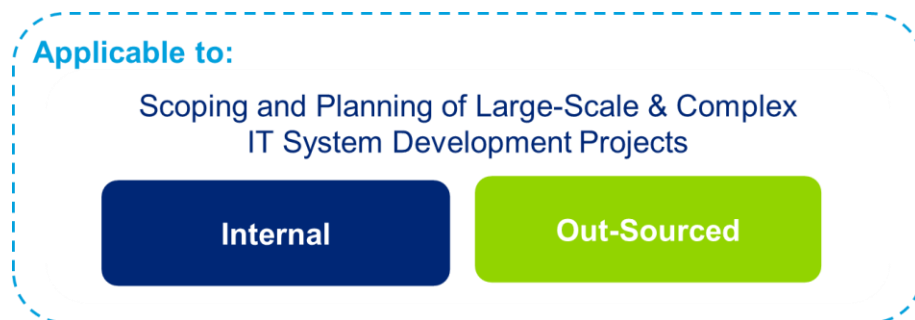 Applicable to:
Scoping and Planning of Large-Scale & Complex
IT System Development Projects
Internal
Out-Sourced